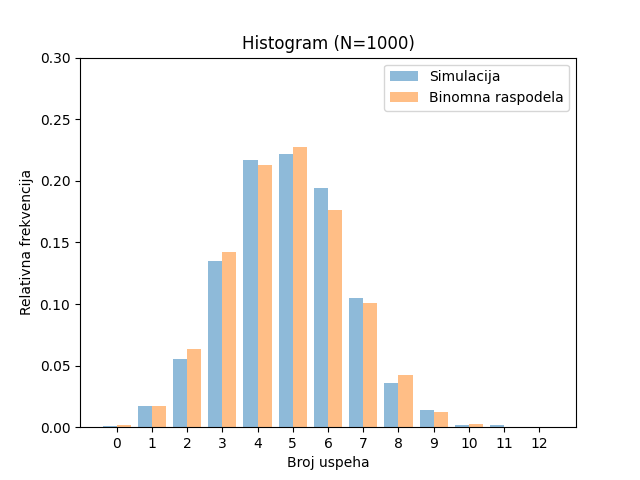 Histogram (N=1000)
Simulacija
Binomna raspodela
0.30
0.25
0.20
0.15
0.10
0.05
0.00
Relativna frekvencija
0 1 2 3 4 5 6 7 8 9 10 11 12
Broj uspeha